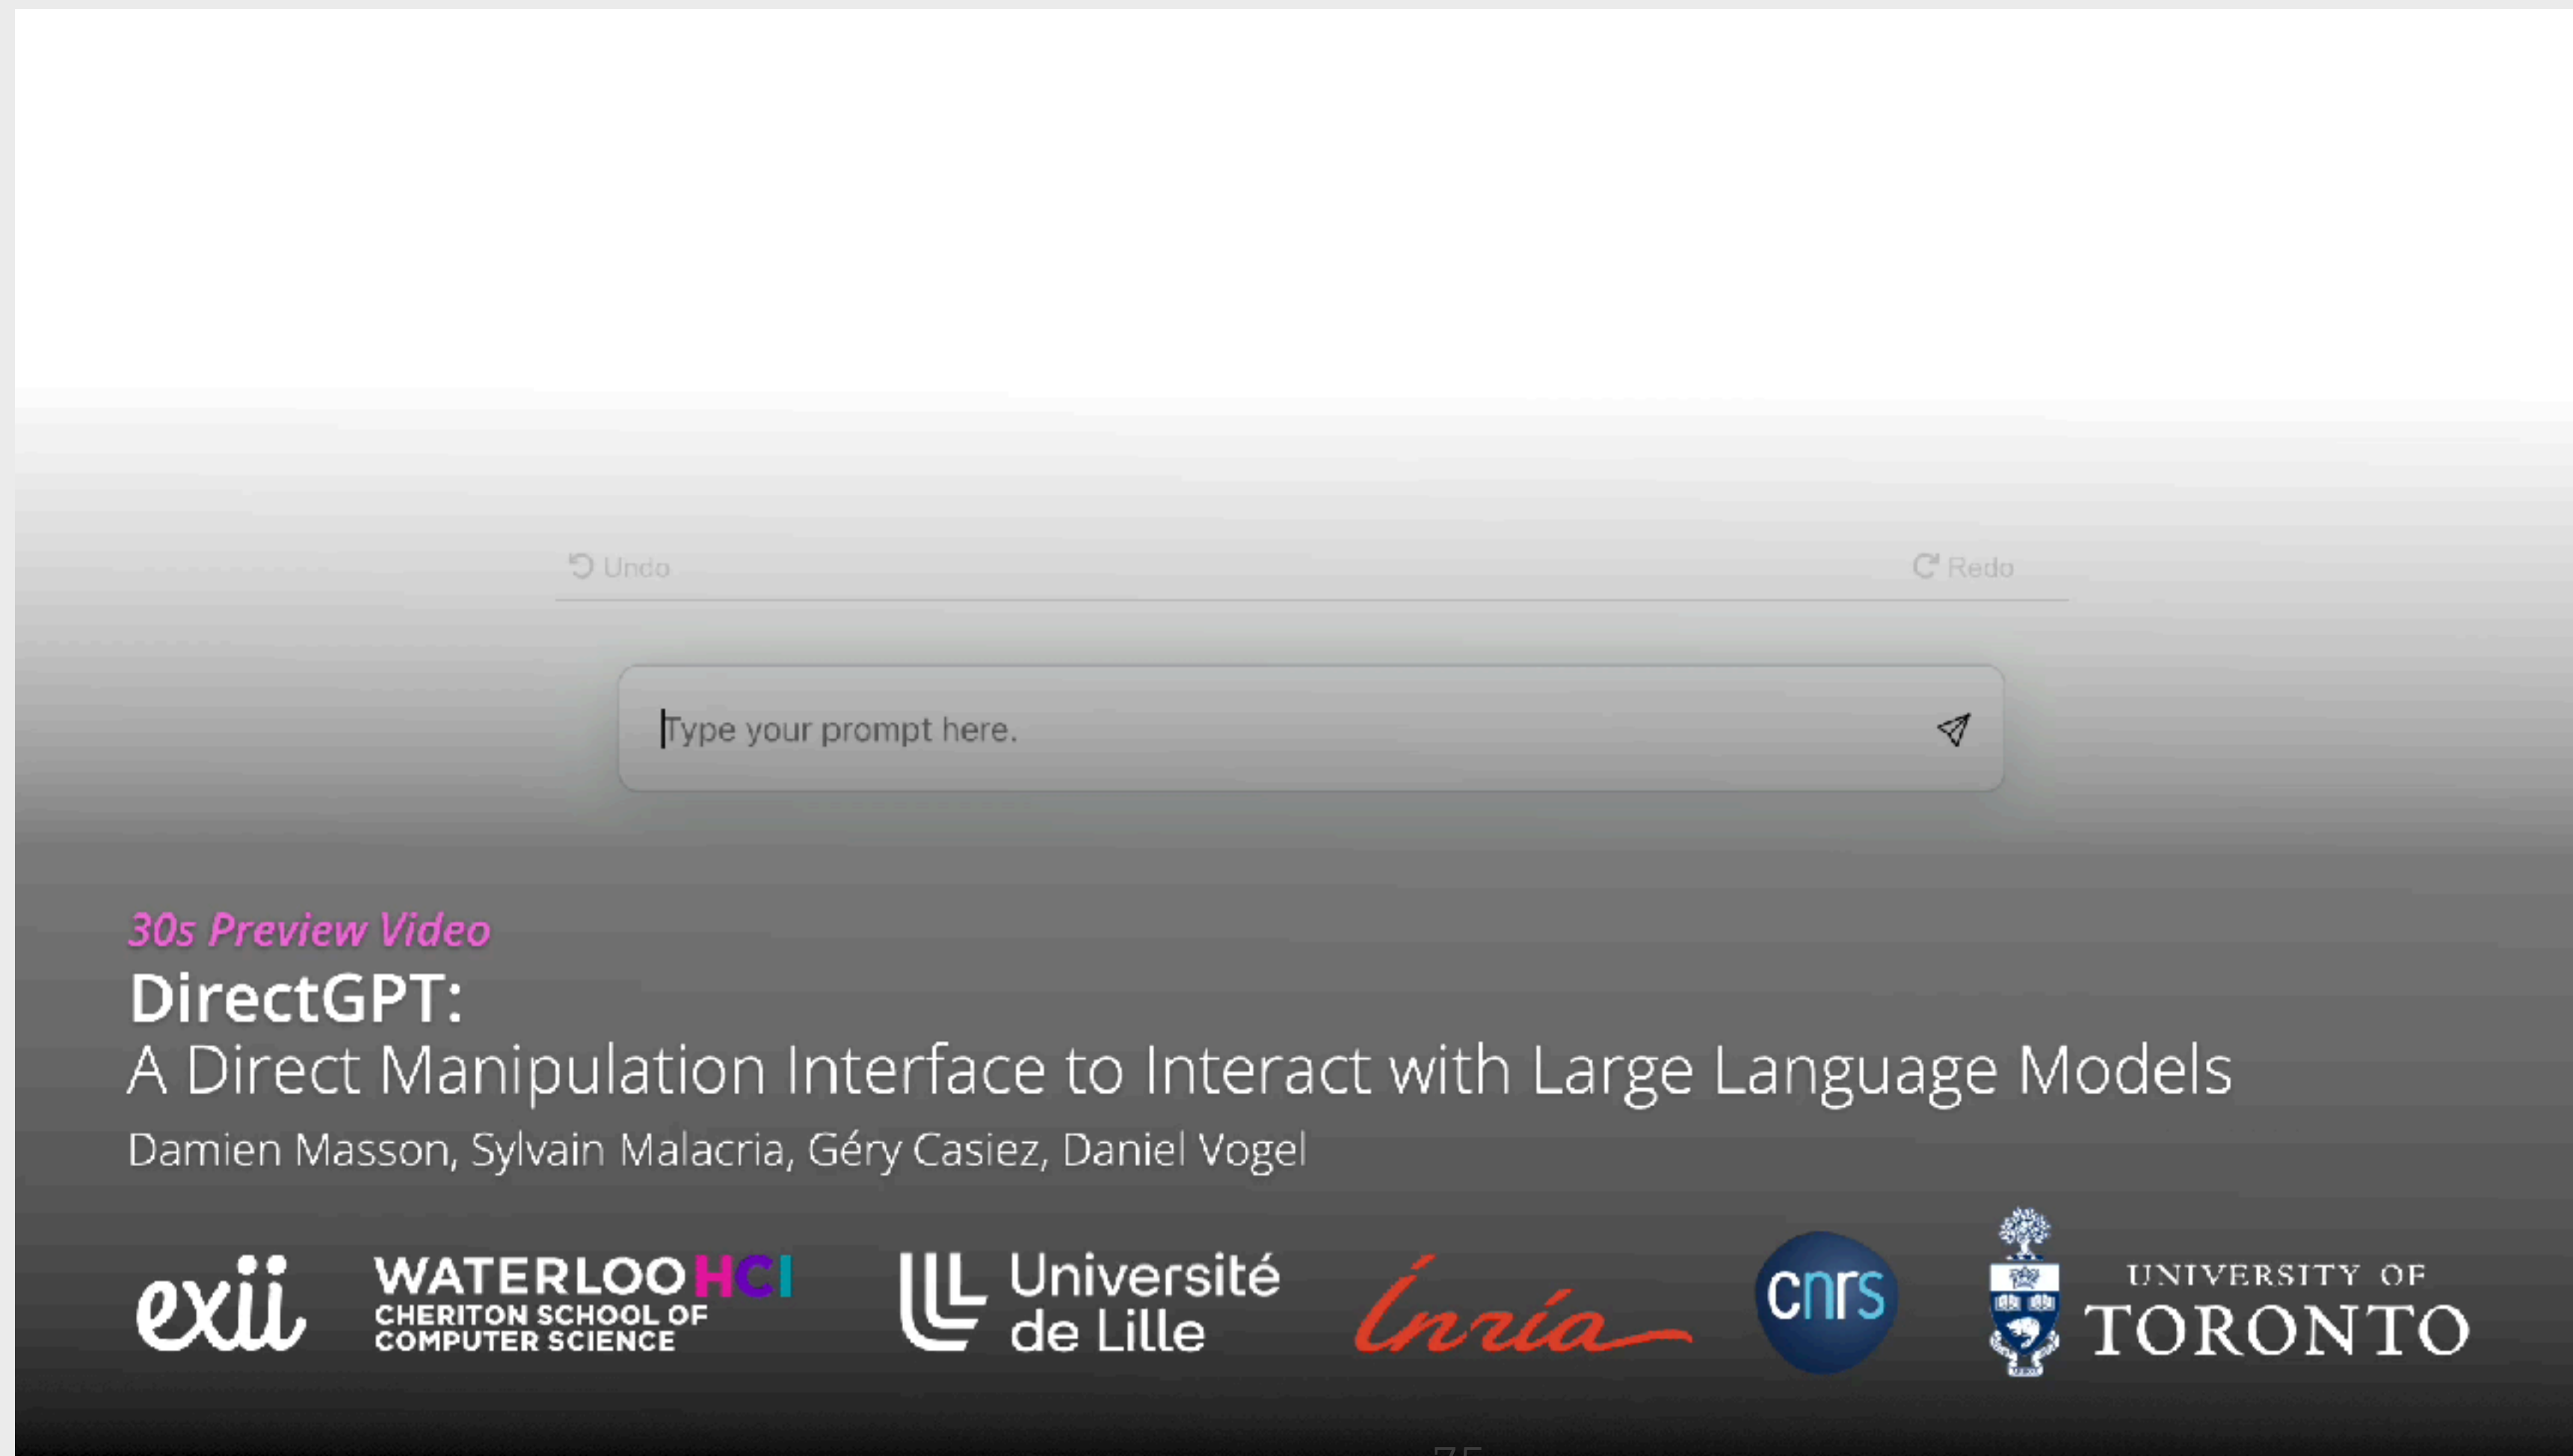 Undo
Redo
Type your prompt here.
30s Preview Video
DirectGPT:
A Direct Manipulation Interface to Interact with Large Language Models
Damien Masson, Sylvain Malacria, Géry Casiez, Daniel Vogel
exii
WATERLOO HCI
CHERITON SCHOOL OF
COMPUTER SCIENCE
Université
de Lille
Inría
cnrs
UNIVERSITY OF
TORONTO